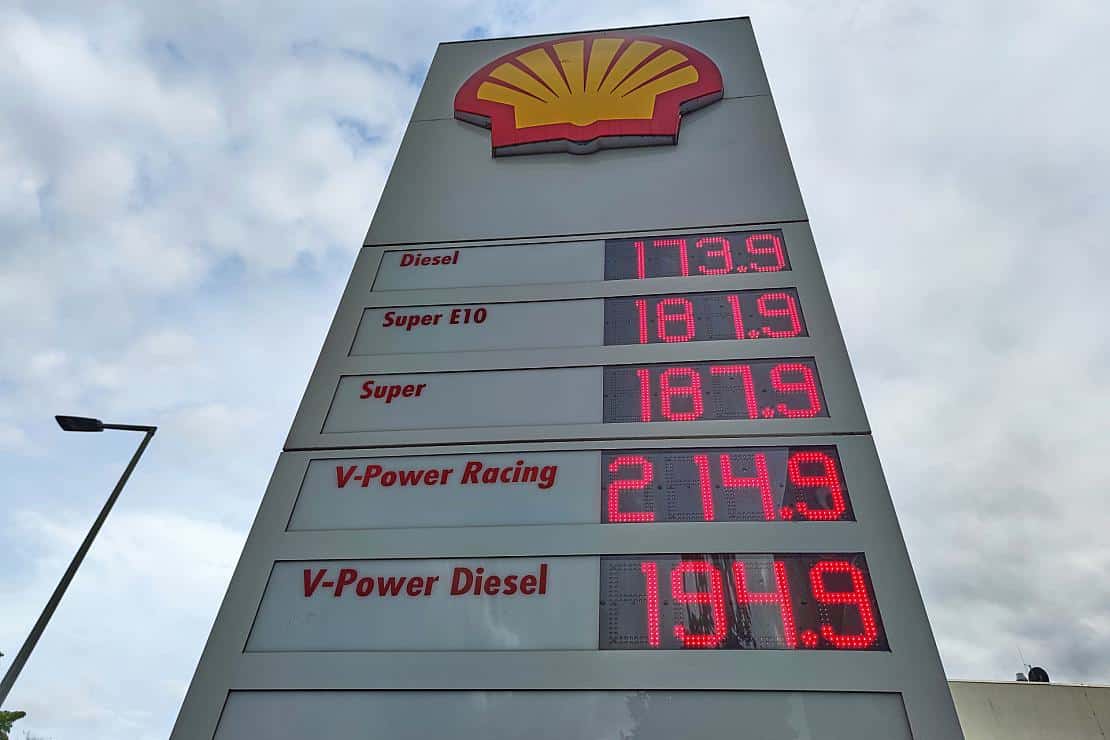 Diesel 173.9
Super E10 181.9
Super 187.9
V-Power Racing 214.9
V-Power Diesel 194.9